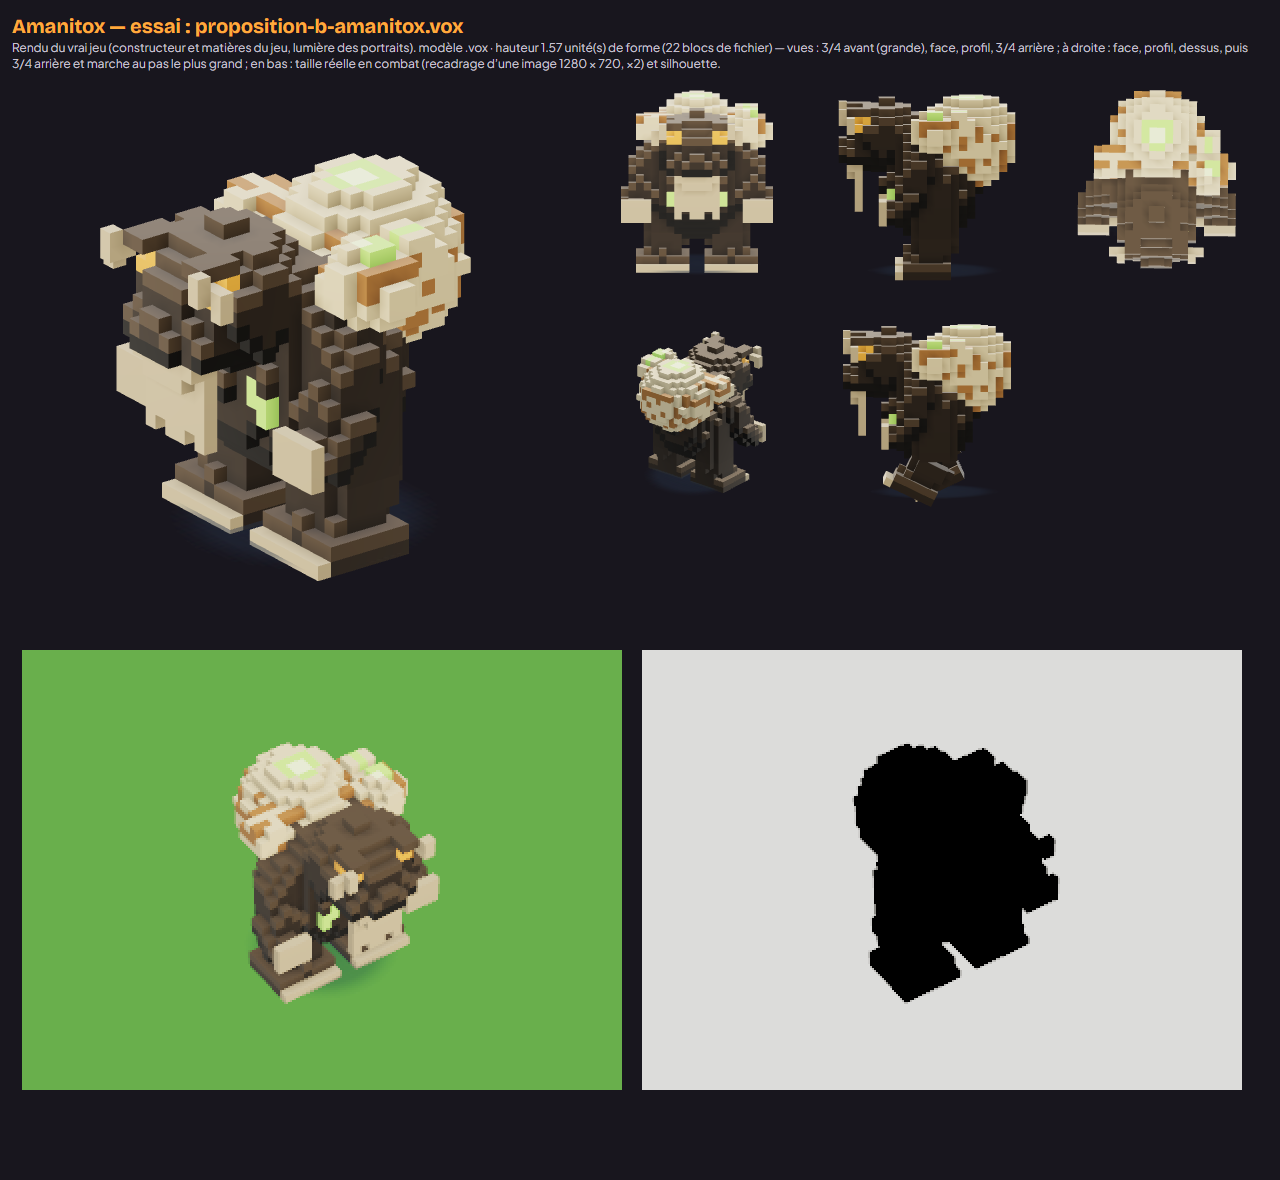 Amanitox — essai : proposition-b-amanitox.vox
Rendu du vrai jeu (constructeur et matières du jeu, lumière des portraits). modèle .vox · hauteur 1.57 unité(s) de forme (22 blocs de fichier) — vues : 3/4 avant (grande), face, profil, 3/4 arrière ; à droite : face, profil, dessus, puis
3/4 arrière et marche au pas le plus grand ; en bas : taille réelle en combat (recadrage d'une image 1280 × 720, ×2) et silhouette.